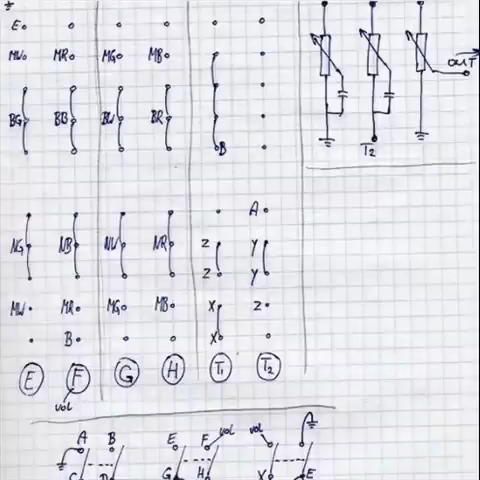 E
MW MR MG MB
BG BB BW BR
B
OUT
T2
A
NG NB NW NR Z Y
Z Y
MW MR MG MB X Z
B X
E F G H T1 T2
vol
A B E F vol vol
C D G H X E